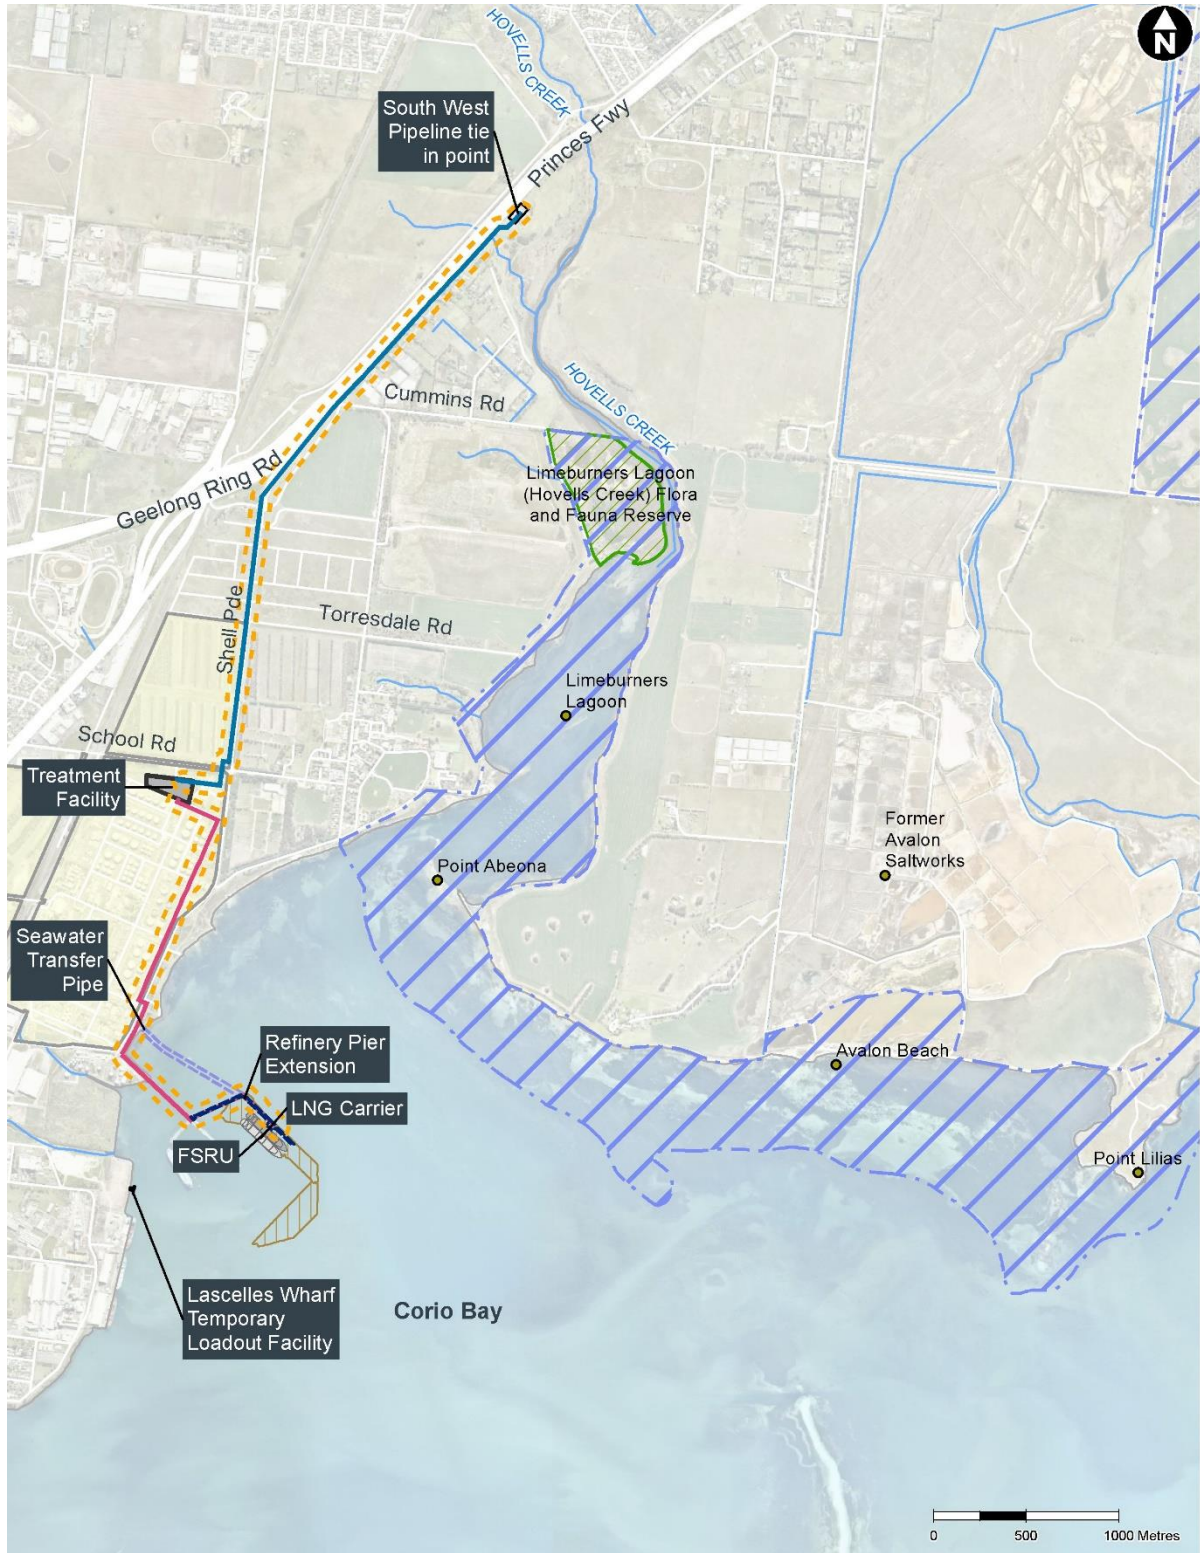 N
HOVELLS CREEK
South West
Pipeline tie
in point
Princes Fwy
Cummins Rd
HOVELLS CREEK
Geelong Ring Rd
Limeburners Lagoon
(Hovells Creek) Flora
and Fauna Reserve
Shell Pde
Torresdale Rd
Limeburners
Lagoon
School Rd
Treatment
Facility
Former
Avalon
Saltworks
Point Abeona
Seawater
Transfer
Pipe
Refinery Pier
Extension
Avalon Beach
LNG Carrier
FSRU
Point Lilias
Lascelles Wharf
Temporary
Loadout Facility
Corio Bay
0 500 1000 Metres